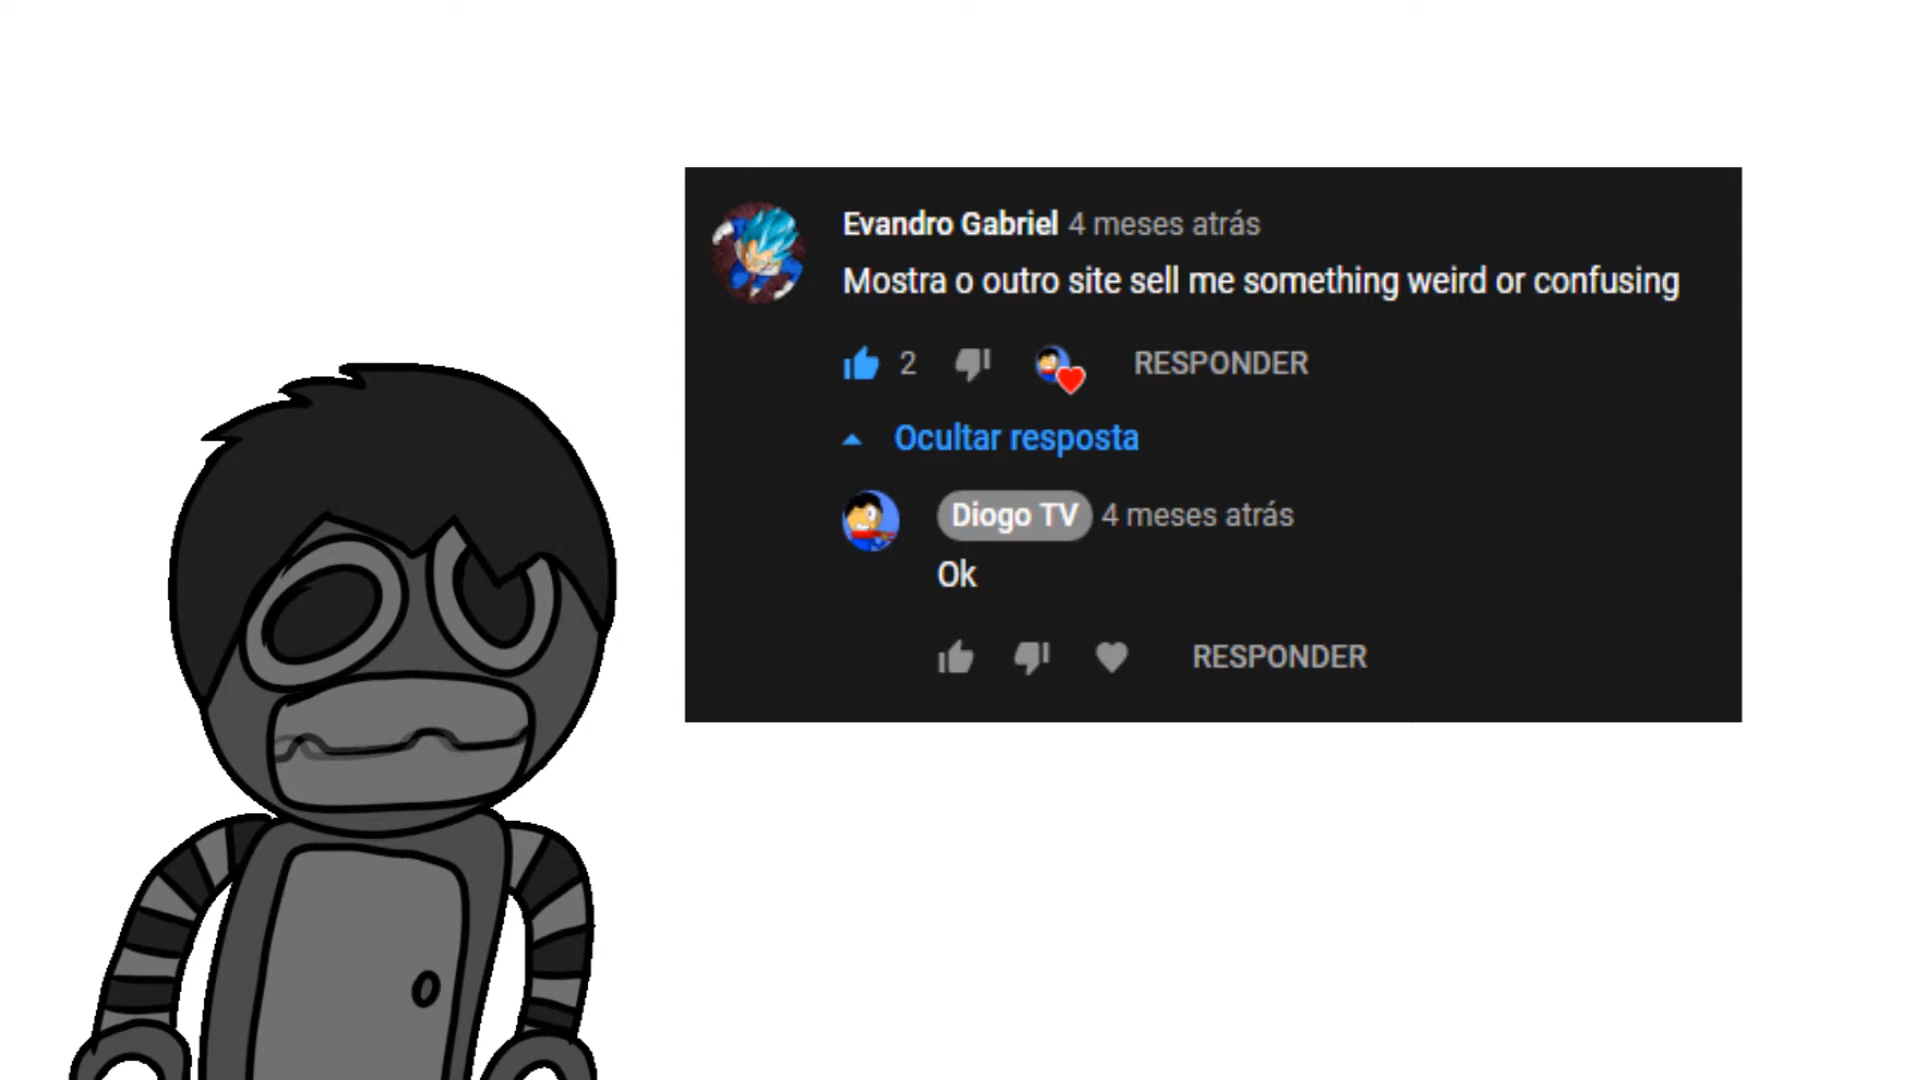 Evandro Gabriel 4 meses atrás
Mostra o outro site sell me something weird or confusing
2 RESPONDER
Ocultar resposta
Diogo TV 4 meses atrás
Ok
RESPONDER